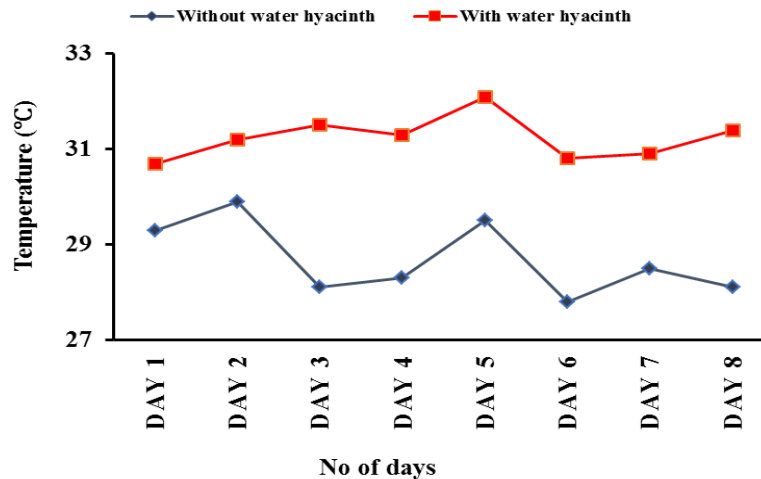 Without water hyacinth With water hyacinth
33
31
29
27
Temperature (°C)
DAY 1
DAY 2
DAY 3
DAY 4
DAY 5
DAY 6
DAY 7
DAY 8
No of days